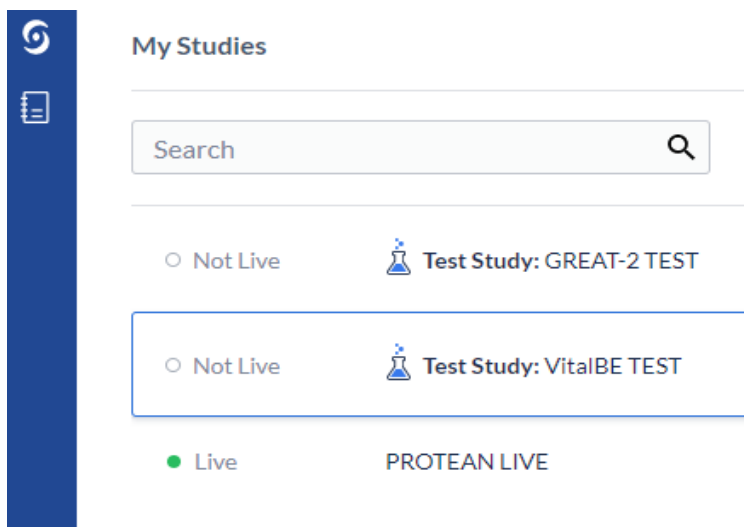 My Studies
Search
Not Live Test Study: GREAT-2 TEST
Not Live Test Study: VitalBE TEST
Live PROTEAN LIVE